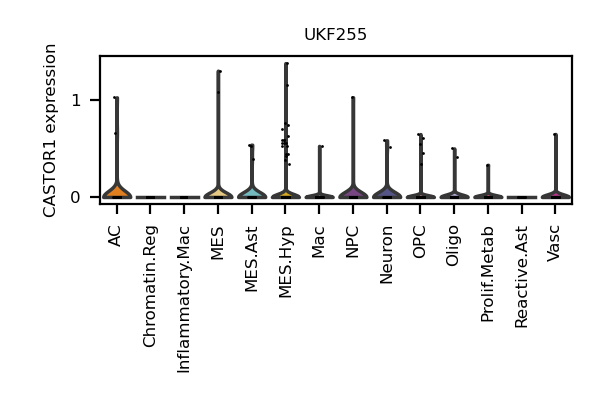 UKF255
CASTOR1 expression
1
0
AC
Chromatin.Reg
Inflammatory.Mac
MES
MES.Ast
MES.Hyp
Mac
NPC
Neuron
OPC
Oligo
Prolif.Metab
Reactive.Ast
Vasc